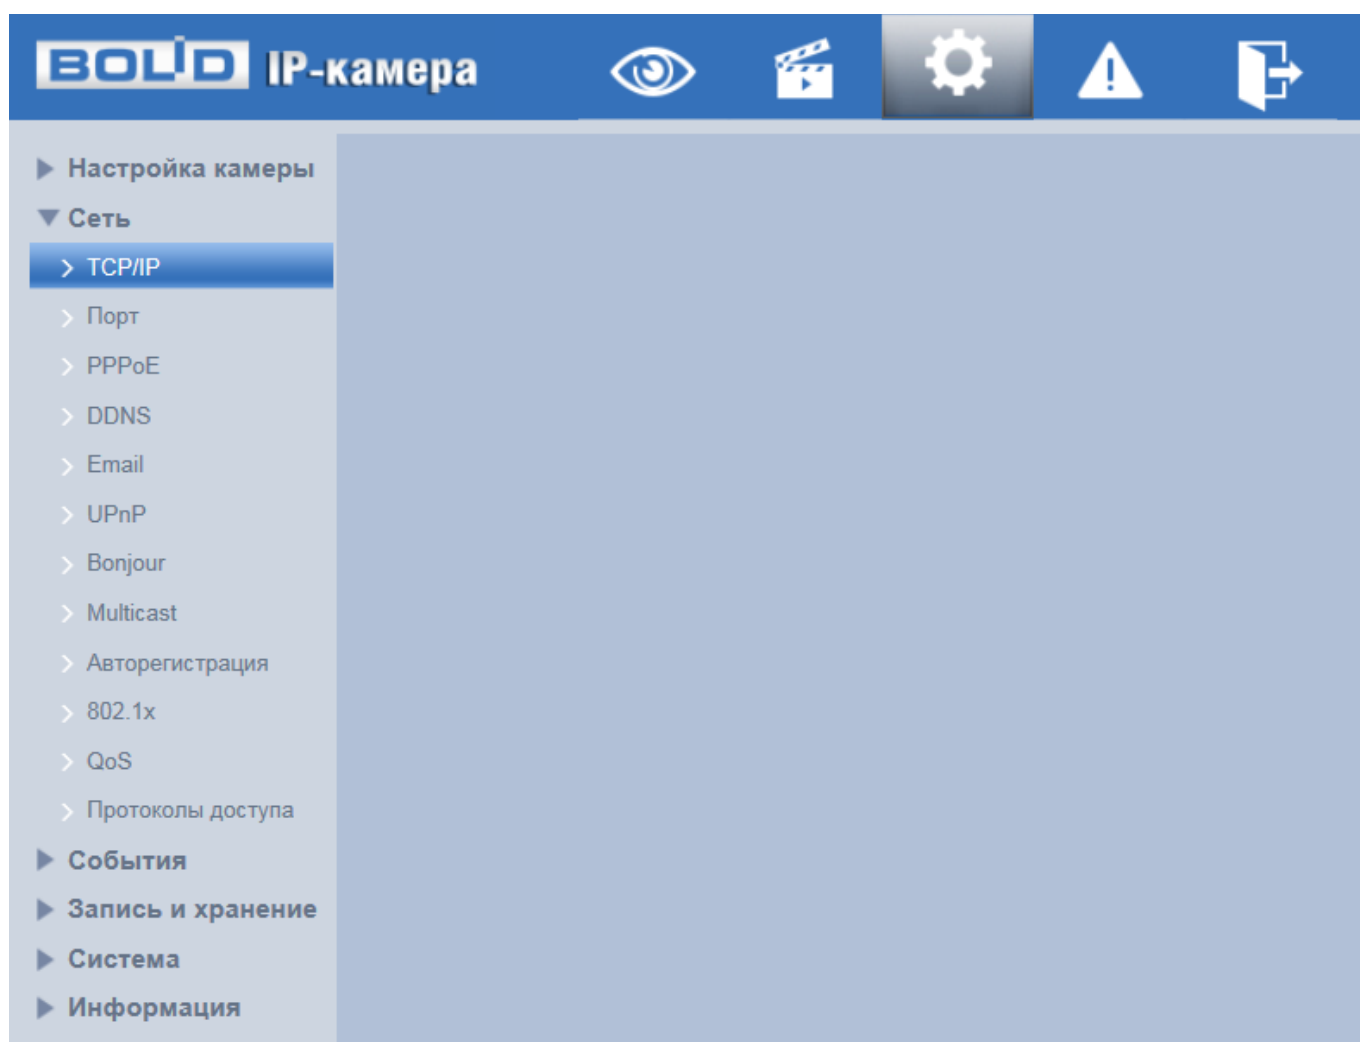 BOLID IP-камера
Настройка камеры
Сеть
TCP/IP
Порт
PPPoE
DDNS
Email
UPnP
Bonjour
Multicast
Авторегистрация
802.1x
QoS
Протоколы доступа
События
Запись и хранение
Система
Информация